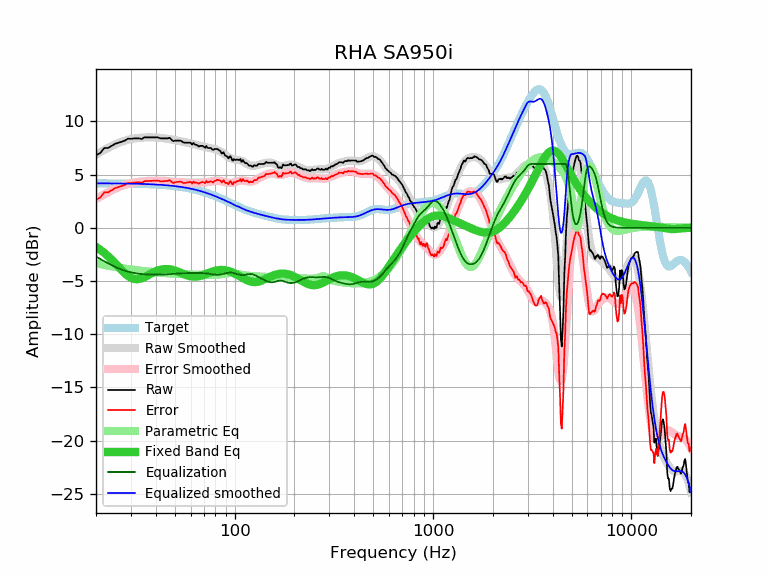 RHA SA950i
Amplitude (dBr)
10
5
0
−5
−10
−15
−20
−25
Target
Raw Smoothed
Error Smoothed
Raw
Error
Parametric Eq
Fixed Band Eq
Equalization
Equalized smoothed
100
1000
10000
Frequency (Hz)